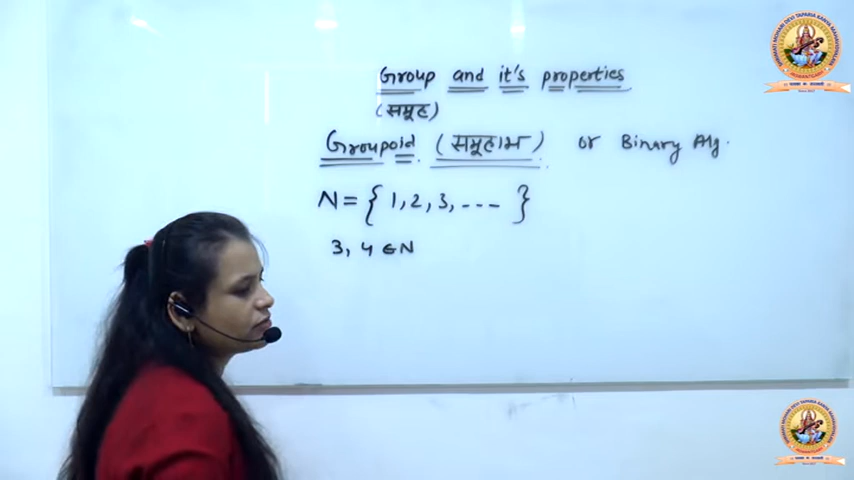 Group and it's properties
(समूह)
Groupoid (समूहाभ) or Binary Alg.
N = { 1, 2, 3, --- }
3, 4 ∈ N